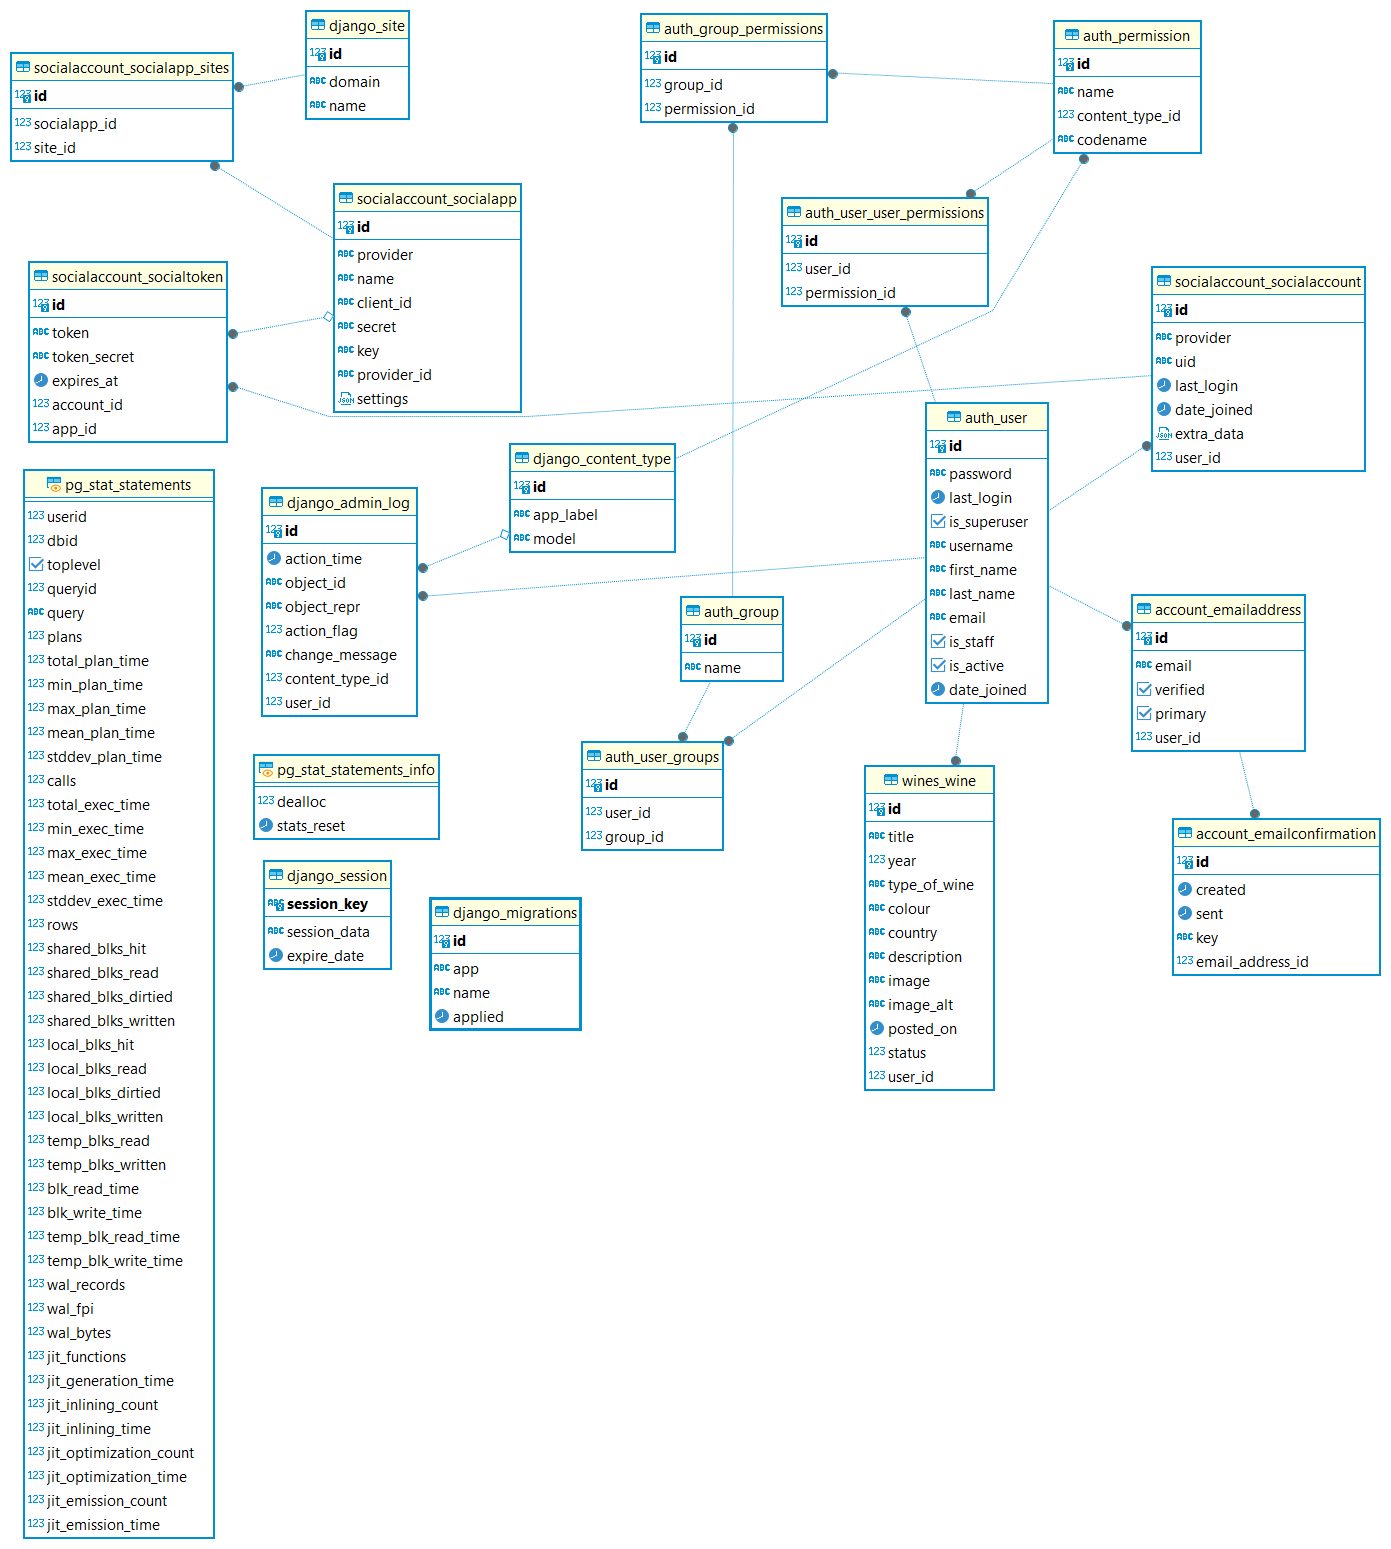 django_site
id
domain
name
auth_group_permissions
id
group_id
permission_id
auth_permission
id
name
content_type_id
codename
socialaccount_socialapp_sites
id
socialapp_id
site_id
socialaccount_socialapp
id
provider
name
client_id
secret
key
provider_id
settings
auth_user_user_permissions
id
user_id
permission_id
socialaccount_socialtoken
id
token
token_secret
expires_at
account_id
app_id
socialaccount_socialaccount
id
provider
uid
last_login
date_joined
extra_data
user_id
auth_user
id
password
last_login
is_superuser
username
first_name
last_name
email
is_staff
is_active
date_joined
django_content_type
id
app_label
model
pg_stat_statements
userid
dbid
toplevel
queryid
query
plans
total_plan_time
min_plan_time
max_plan_time
mean_plan_time
stddev_plan_time
calls
total_exec_time
min_exec_time
max_exec_time
mean_exec_time
stddev_exec_time
rows
shared_blks_hit
shared_blks_read
shared_blks_dirtied
shared_blks_written
local_blks_hit
local_blks_read
local_blks_dirtied
local_blks_written
temp_blks_read
temp_blks_written
blk_read_time
blk_write_time
temp_blk_read_time
temp_blk_write_time
wal_records
wal_fpi
wal_bytes
jit_functions
jit_generation_time
jit_inlining_count
jit_inlining_time
jit_optimization_count
jit_optimization_time
jit_emission_count
jit_emission_time
django_admin_log
id
action_time
object_id
object_repr
action_flag
change_message
content_type_id
user_id
auth_group
id
name
account_emailaddress
id
email
verified
primary
user_id
auth_user_groups
id
user_id
group_id
pg_stat_statements_info
dealloc
stats_reset
wines_wine
id
title
year
type_of_wine
colour
country
description
image
image_alt
posted_on
status
user_id
account_emailconfirmation
id
created
sent
key
email_address_id
django_session
session_key
session_data
expire_date
django_migrations
id
app
name
applied